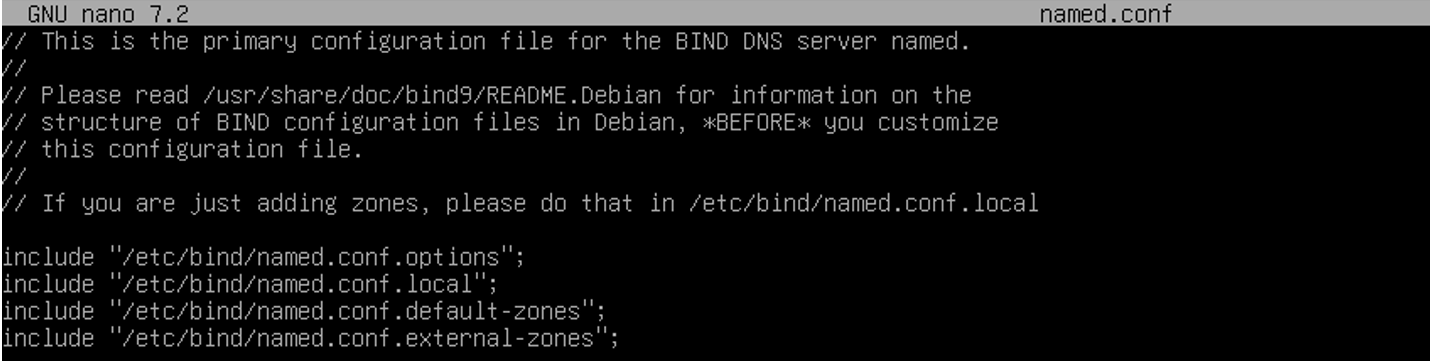 GNU nano 7.2 named.conf
// This is the primary configuration file for the BIND DNS server named.
//
// Please read /usr/share/doc/bind9/README.Debian for information on the
// structure of BIND configuration files in Debian, *BEFORE* you customize
// this configuration file.
//
// If you are just adding zones, please do that in /etc/bind/named.conf.local
include "/etc/bind/named.conf.options";
include "/etc/bind/named.conf.local";
include "/etc/bind/named.conf.default-zones";
include "/etc/bind/named.conf.external-zones";